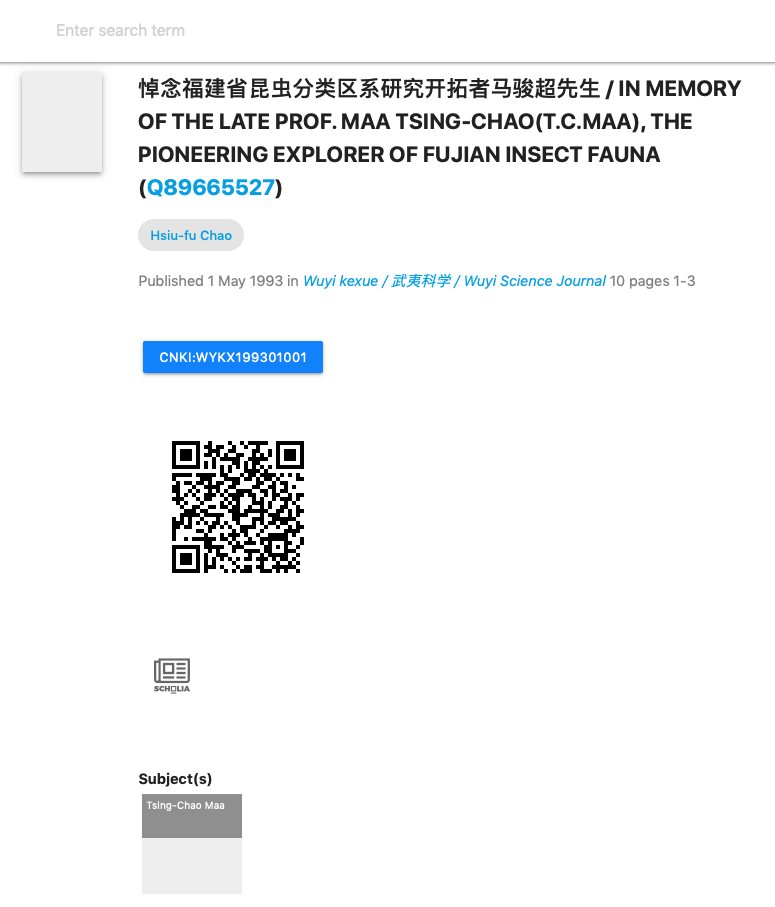 Enter search term
悼念福建省昆虫分类区系研究开拓者马骏超先生 / IN MEMORY
OF THE LATE PROF. MAA TSING-CHAO(T.C.MAA), THE
PIONEERING EXPLORER OF FUJIAN INSECT FAUNA
(Q89665527)
Hsiu-fu Chao
Published 1 May 1993 in Wuyi kexue / 武夷科学 / Wuyi Science Journal 10 pages 1-3
CNKI:WYKX199301001
SCHOLIA
Subject(s)
Tsing-Chao Maa